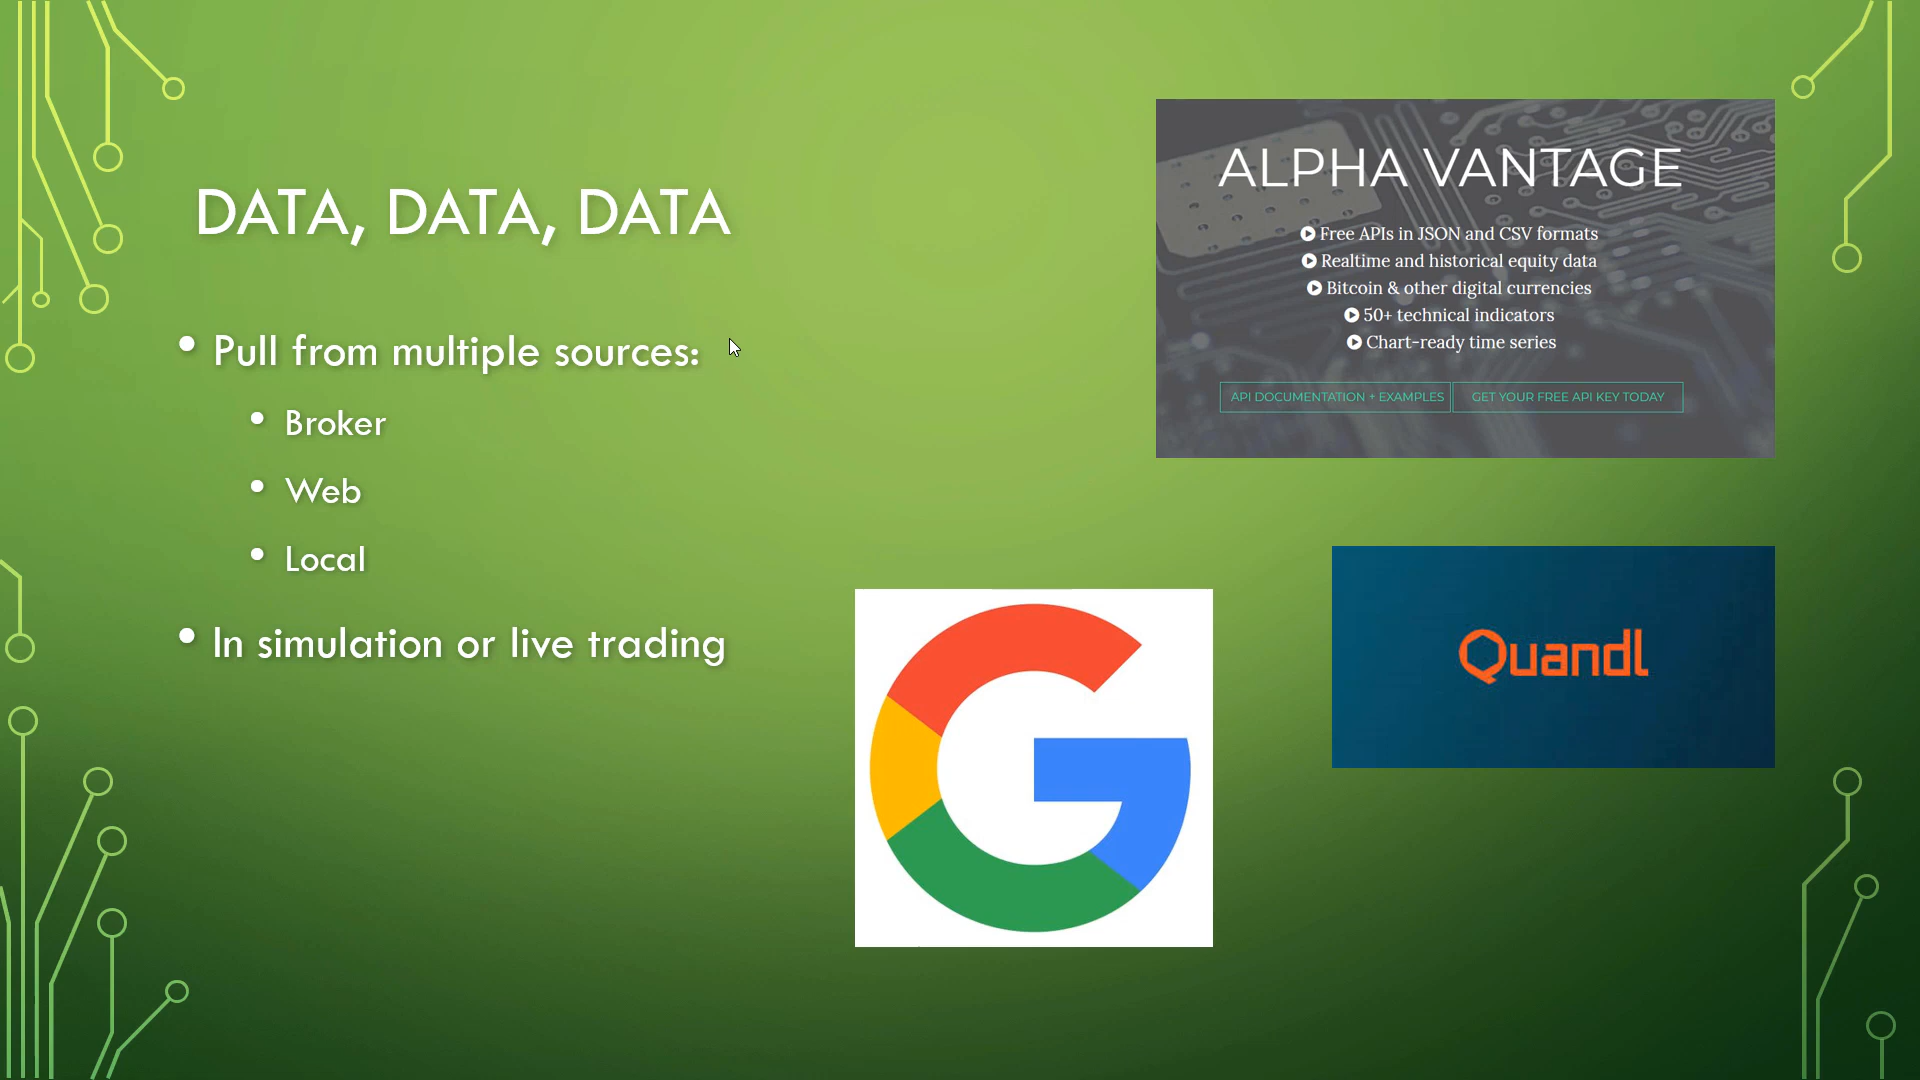 DATA, DATA, DATA
• Pull from multiple sources:
• Broker
• Web
• Local
• In simulation or live trading
ALPHA VANTAGE
Free APIs in JSON and CSV formats
Realtime and historical equity data
Bitcoin & other digital currencies
50+ technical indicators
Chart-ready time series
API DOCUMENTATION + EXAMPLES
GET YOUR FREE API KEY TODAY
G
Quandl